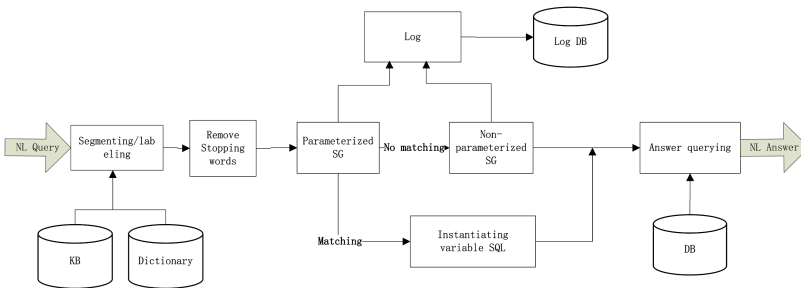 Log
Log DB
NL Query
Segmenting/lab
eling
Remove
Stopping
words
Parameterized
SG
No matching
Non-
parameterized
SG
Answer querying
NL Answer
Matching
Instantiating
variable SQL
KB
Dictionary
DB